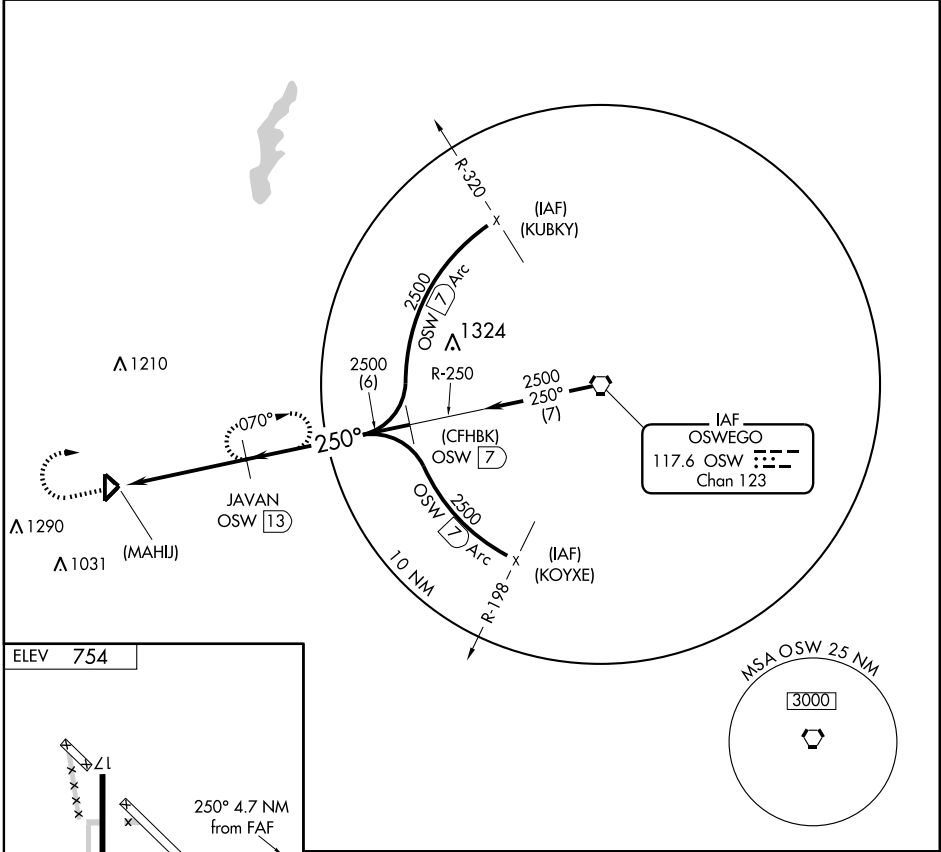 R-320
(IAF)
(KUBKY)
2500
OSW 7 Arc
1324
1210
2500
(6)
R-250
2500
250°
(7)
070°
250°
(CFHBK)
OSW 7
IAF
OSWEGO
117.6 OSW
Chan 123
JAVAN
OSW 13
2500
OSW 7 Arc
1290
(MAHIJ)
1031
(IAF)
(KOYXE)
10 NM
R-198
ELEV 754
MSA OSW 25 NM
3000
17
250° 4.7 NM
from FAF